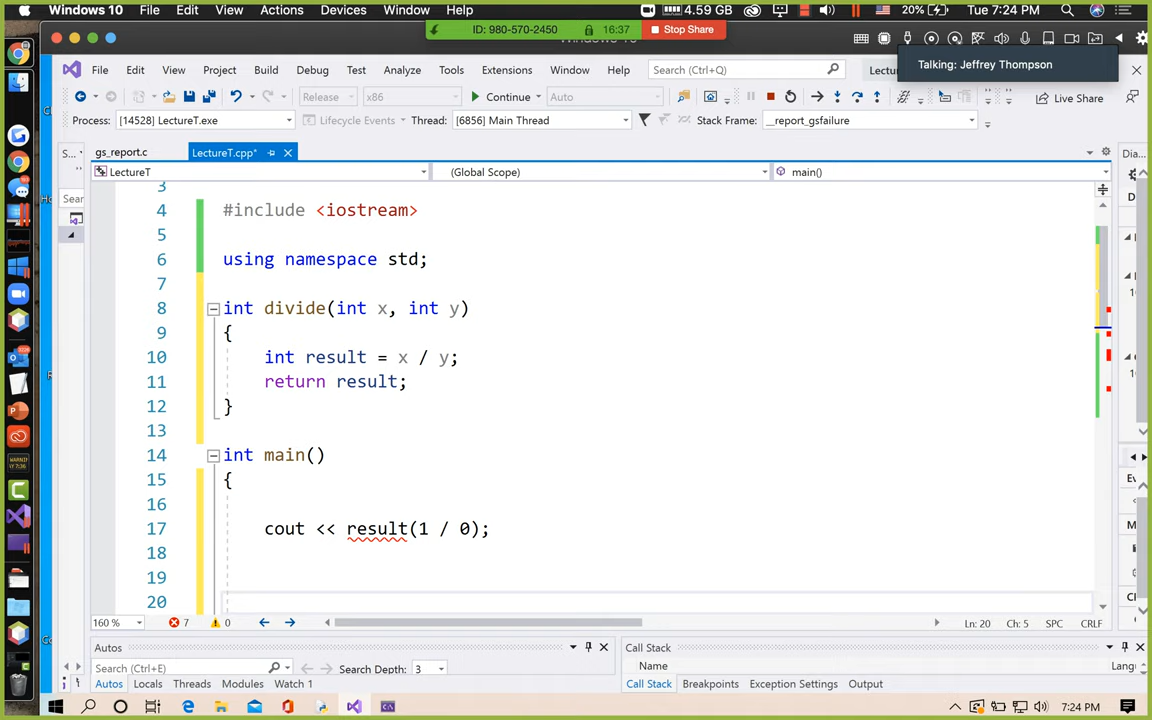 Windows 10 File Edit View Actions Devices Window Help 4.59 GB 20% Tue 7:24 PM
ID: 980-570-2450 16:37 Stop Share
Talking: Jeffrey Thompson
File Edit View Project Build Debug Test Analyze Tools Extensions Window Help Search (Ctrl+Q) Lectu
Release x86 Continue Auto Live Share
Process: [14528] LectureT.exe Lifecycle Events Thread: [6856] Main Thread Stack Frame: __report_gsfailure
S... gs_report.c LectureT.cpp* Dia...
LectureT (Global Scope) main()
Sear
3
4 #include <iostream>
5
6 using namespace std;
7
8 int divide(int x, int y)
9 {
10 int result = x / y;
11 return result;
12 }
13
14 int main()
15 {
16
17 cout << result(1 / 0);
18
19
20
160 % 7 0 Ln: 20 Ch: 5 SPC CRLF
Autos Call Stack
Search (Ctrl+E) Search Depth: 3 Name Lang
Autos Locals Threads Modules Watch 1 Call Stack Breakpoints Exception Settings Output
7:24 PM